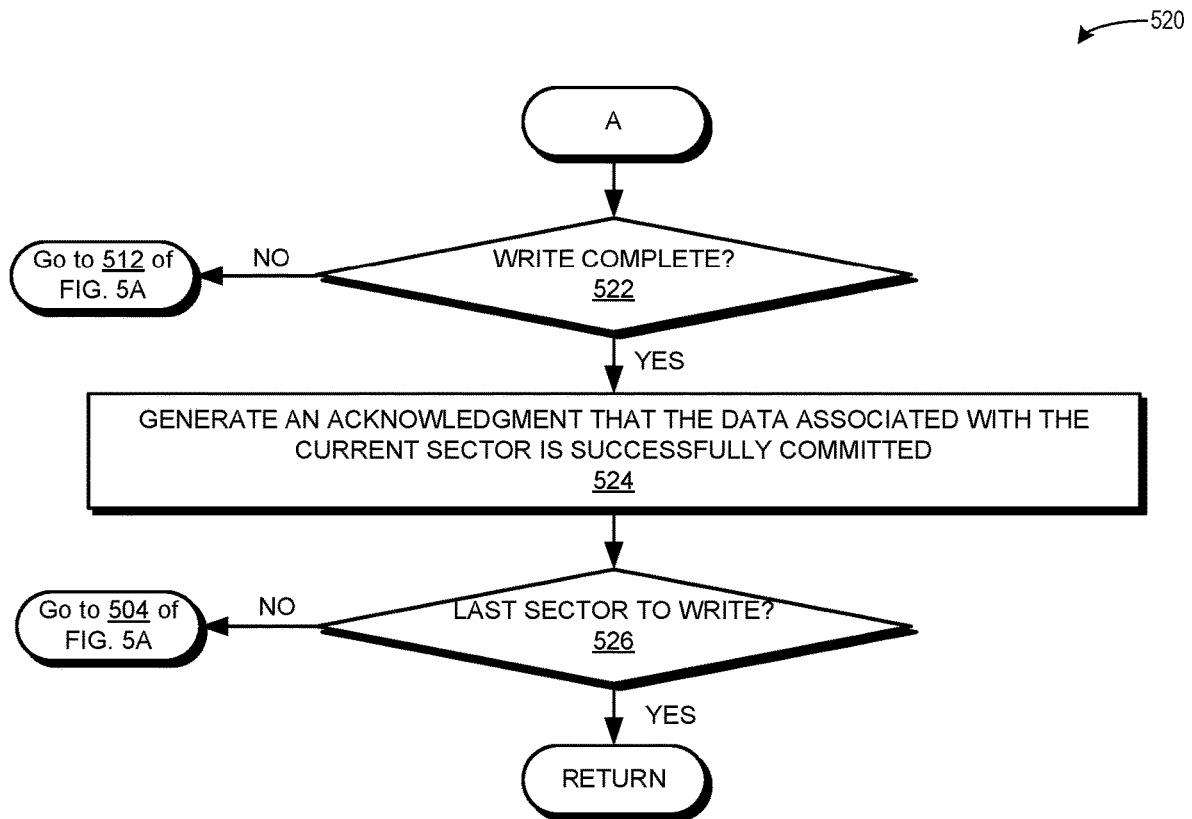 520
A
WRITE COMPLETE?
522
NO
Go to 512 of
FIG. 5A
YES
GENERATE AN ACKNOWLEDGMENT THAT THE DATA ASSOCIATED WITH THE
CURRENT SECTOR IS SUCCESSFULLY COMMITTED
524
LAST SECTOR TO WRITE?
526
NO
Go to 504 of
FIG. 5A
YES
RETURN